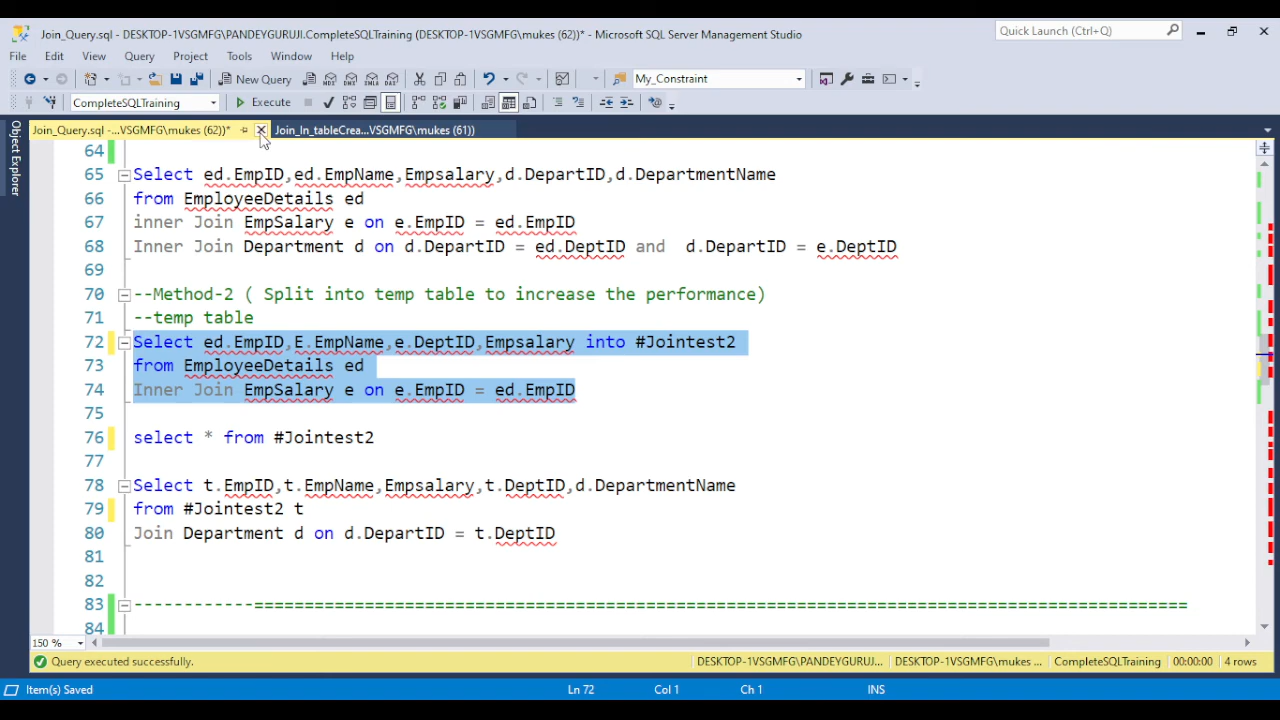 Join_Query.sql - DESKTOP-1VSGMFG\PANDEYGURUJI.CompleteSQLTraining (DESKTOP-1VSGMFG\mukes (62))* - Microsoft SQL Server Management Studio
Quick Launch (Ctrl+Q)
File Edit View Query Project Tools Window Help
New Query
MDX DMX XMLA DAX
My_Constraint
CompleteSQLTraining
Execute
Join_Query.sql -...VSGMFG\mukes (62))*
Join_In_tableCrea...VSGMFG\mukes (61))
Object Explorer
64
65 Select ed.EmpID,ed.EmpName,Empsalary,d.DepartID,d.DepartmentName
66 from EmployeeDetails ed
67 inner Join EmpSalary e on e.EmpID = ed.EmpID
68 Inner Join Department d on d.DepartID = ed.DeptID and  d.DepartID = e.DeptID
69
70 --Method-2 ( Split into temp table to increase the performance)
71 --temp table
72 Select ed.EmpID,E.EmpName,e.DeptID,Empsalary into #Jointest2
73 from EmployeeDetails ed
74 Inner Join EmpSalary e on e.EmpID = ed.EmpID
75
76 select * from #Jointest2
77
78 Select t.EmpID,t.EmpName,Empsalary,t.DeptID,d.DepartmentName
79 from #Jointest2 t
80 Join Department d on d.DepartID = t.DeptID
81
82
83 ------------=============================================================================================
84
150 %
Query executed successfully.
DESKTOP-1VSGMFG\PANDEYGURUJI... DESKTOP-1VSGMFG\mukes ... CompleteSQLTraining 00:00:00 4 rows
Item(s) Saved
Ln 72 Col 1 Ch 1 INS